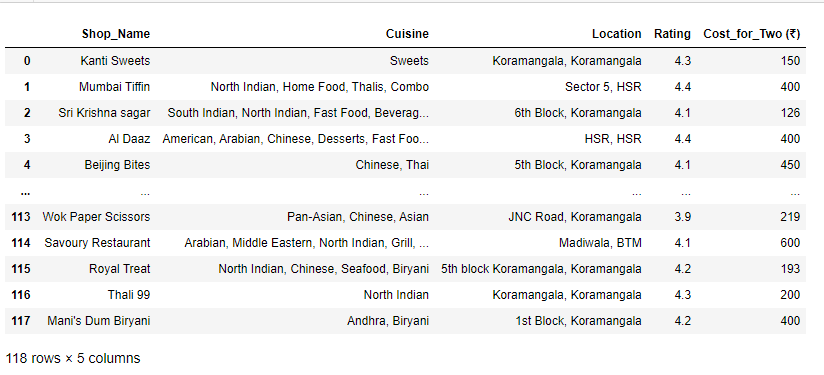 Shop_Name Cuisine Location Rating Cost_for_Two (₹)
0 Kanti Sweets Sweets Koramangala, Koramangala 4.3 150
1 Mumbai Tiffin North Indian, Home Food, Thalis, Combo Sector 5, HSR 4.4 400
2 Sri Krishna sagar South Indian, North Indian, Fast Food, Beverag... 6th Block, Koramangala 4.1 126
3 Al Daaz American, Arabian, Chinese, Desserts, Fast Foo... HSR, HSR 4.4 400
4 Beijing Bites Chinese, Thai 5th Block, Koramangala 4.1 450
... ... ... ... ... ...
113 Wok Paper Scissors Pan-Asian, Chinese, Asian JNC Road, Koramangala 3.9 219
114 Savoury Restaurant Arabian, Middle Eastern, North Indian, Grill, ... Madiwala, BTM 4.1 600
115 Royal Treat North Indian, Chinese, Seafood, Biryani 5th block Koramangala, Koramangala 4.2 193
116 Thali 99 North Indian Koramangala, Koramangala 4.3 200
117 Mani's Dum Biryani Andhra, Biryani 1st Block, Koramangala 4.2 400
118 rows × 5 columns